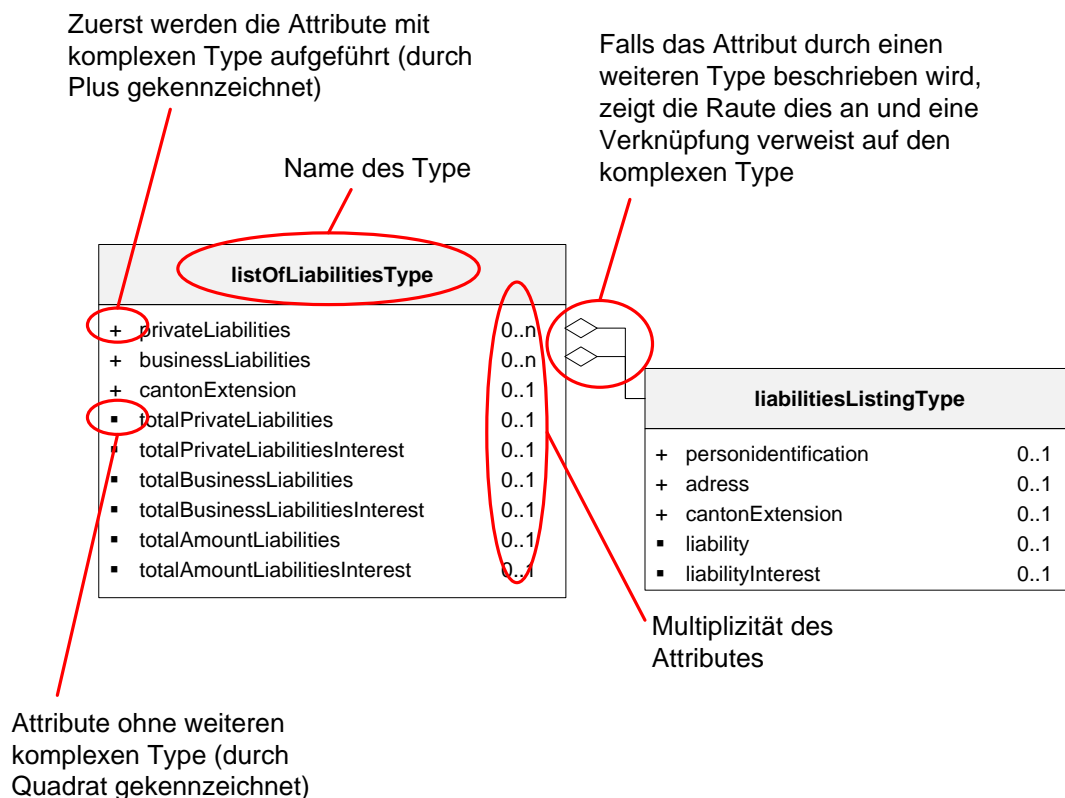 Zuerst werden die Attribute mit
komplexen Type aufgeführt (durch
Plus gekennzeichnet)
Falls das Attribut durch einen
weiteren Type beschrieben wird,
zeigt die Raute dies an und eine
Verknüpfung verweist auf den
komplexen Type
Name des Type
listOfLiabilitiesType
+ privateLiabilities 0..n
+ businessLiabilities 0..n
+ cantonExtension 0..1
▪ totalPrivateLiabilities 0..1
▪ totalPrivateLiabilitiesInterest 0..1
▪ totalBusinessLiabilities 0..1
▪ totalBusinessLiabilitiesInterest 0..1
▪ totalAmountLiabilities 0..1
▪ totalAmountLiabilitiesInterest 0..1
liabilitiesListingType
+ personidentification 0..1
+ adress 0..1
+ cantonExtension 0..1
▪ liability 0..1
▪ liabilityInterest 0..1
Multiplizität des
Attributes
Attribute ohne weiteren
komplexen Type (durch
Quadrat gekennzeichnet)